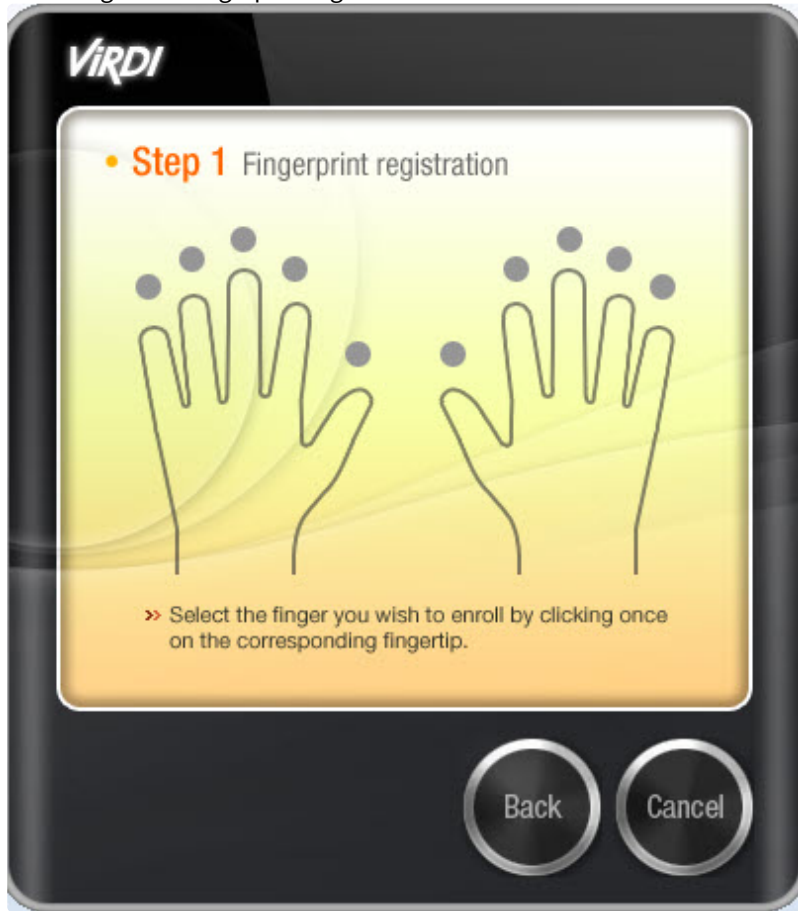 ViRDI
• Step 1 Fingerprint registration
>> Select the finger you wish to enroll by clicking once
on the corresponding fingertip.
Back Cancel